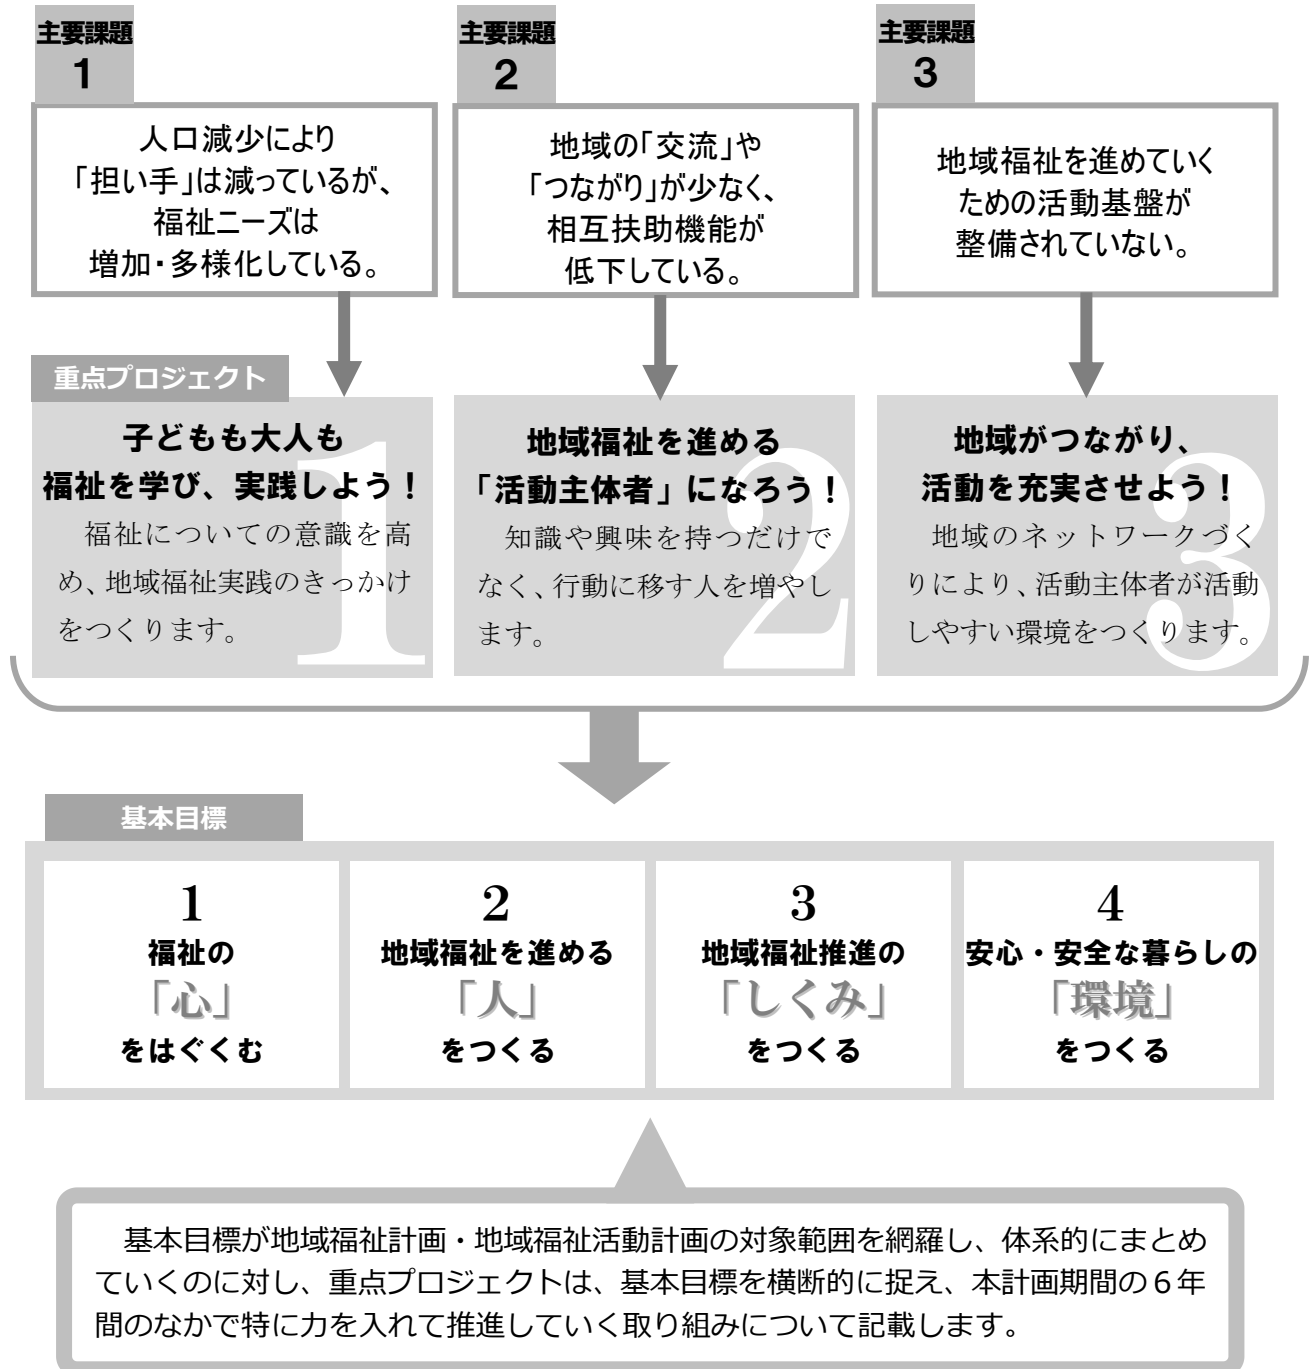 主要課題
1
人口減少により
「担い手」は減っているが、
福祉ニーズは
増加・多様化している。
主要課題
2
地域の「交流」や
「つながり」が少なく、
相互扶助機能が
低下している。
主要課題
3
地域福祉を進めていく
ための活動基盤が
整備されていない。
重点プロジェクト
1
子どもも大人も
福祉を学び、実践しよう！
福祉についての意識を高
め、地域福祉実践のきっかけ
をつくります。
2
地域福祉を進める
「活動主体者」になろう！
知識や興味を持つだけで
なく、行動に移す人を増やし
ます。
3
地域がつながり、
活動を充実させよう！
地域のネットワークづく
りにより、活動主体者が活動
しやすい環境をつくります。
基本目標
1
福祉の
「心」
をはぐくむ
2
地域福祉を進める
「人」
をつくる
3
地域福祉推進の
「しくみ」
をつくる
4
安心・安全な暮らしの
「環境」
をつくる
基本目標が地域福祉計画・地域福祉活動計画の対象範囲を網羅し、体系的にまとめ
ていくのに対し、重点プロジェクトは、基本目標を横断的に捉え、本計画期間の６年
間のなかで特に力を入れて推進していく取り組みについて記載します。